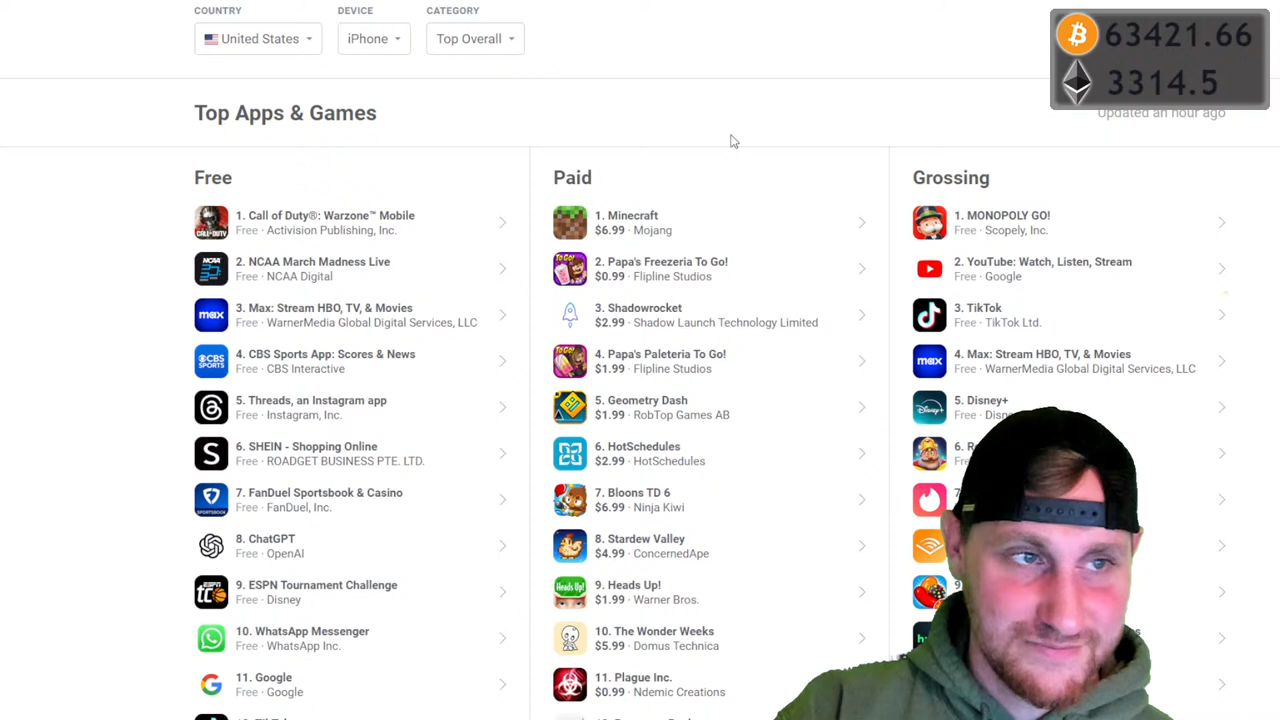 COUNTRY
DEVICE
CATEGORY
United States
iPhone
Top Overall
63421.66
3314.5
Top Apps & Games
Updated an hour ago
Free
1. Call of Duty®: Warzone™ Mobile
Free · Activision Publishing, Inc.
2. NCAA March Madness Live
Free · NCAA Digital
3. Max: Stream HBO, TV, & Movies
Free · WarnerMedia Global Digital Services, LLC
4. CBS Sports App: Scores & News
Free · CBS Interactive
5. Threads, an Instagram app
Free · Instagram, Inc.
6. SHEIN - Shopping Online
Free · ROADGET BUSINESS PTE. LTD.
7. FanDuel Sportsbook & Casino
Free · FanDuel, Inc.
8. ChatGPT
Free · OpenAI
9. ESPN Tournament Challenge
Free · Disney
10. WhatsApp Messenger
Free · WhatsApp Inc.
11. Google
Free · Google
Paid
1. Minecraft
$6.99 · Mojang
2. Papa's Freezeria To Go!
$0.99 · Flipline Studios
3. Shadowrocket
$2.99 · Shadow Launch Technology Limited
4. Papa's Paleteria To Go!
$1.99 · Flipline Studios
5. Geometry Dash
$1.99 · RobTop Games AB
6. HotSchedules
$2.99 · HotSchedules
7. Bloons TD 6
$6.99 · Ninja Kiwi
8. Stardew Valley
$4.99 · ConcernedApe
9. Heads Up!
$1.99 · Warner Bros.
10. The Wonder Weeks
$5.99 · Domus Technica
11. Plague Inc.
$0.99 · Ndemic Creations
Grossing
1. MONOPOLY GO!
Free · Scopely, Inc.
2. YouTube: Watch, Listen, Stream
Free · Google
3. TikTok
Free · TikTok Ltd.
4. Max: Stream HBO, TV, & Movies
Free · WarnerMedia Global Digital Services, LLC
5. Disney+
Free
6.
7.
9.